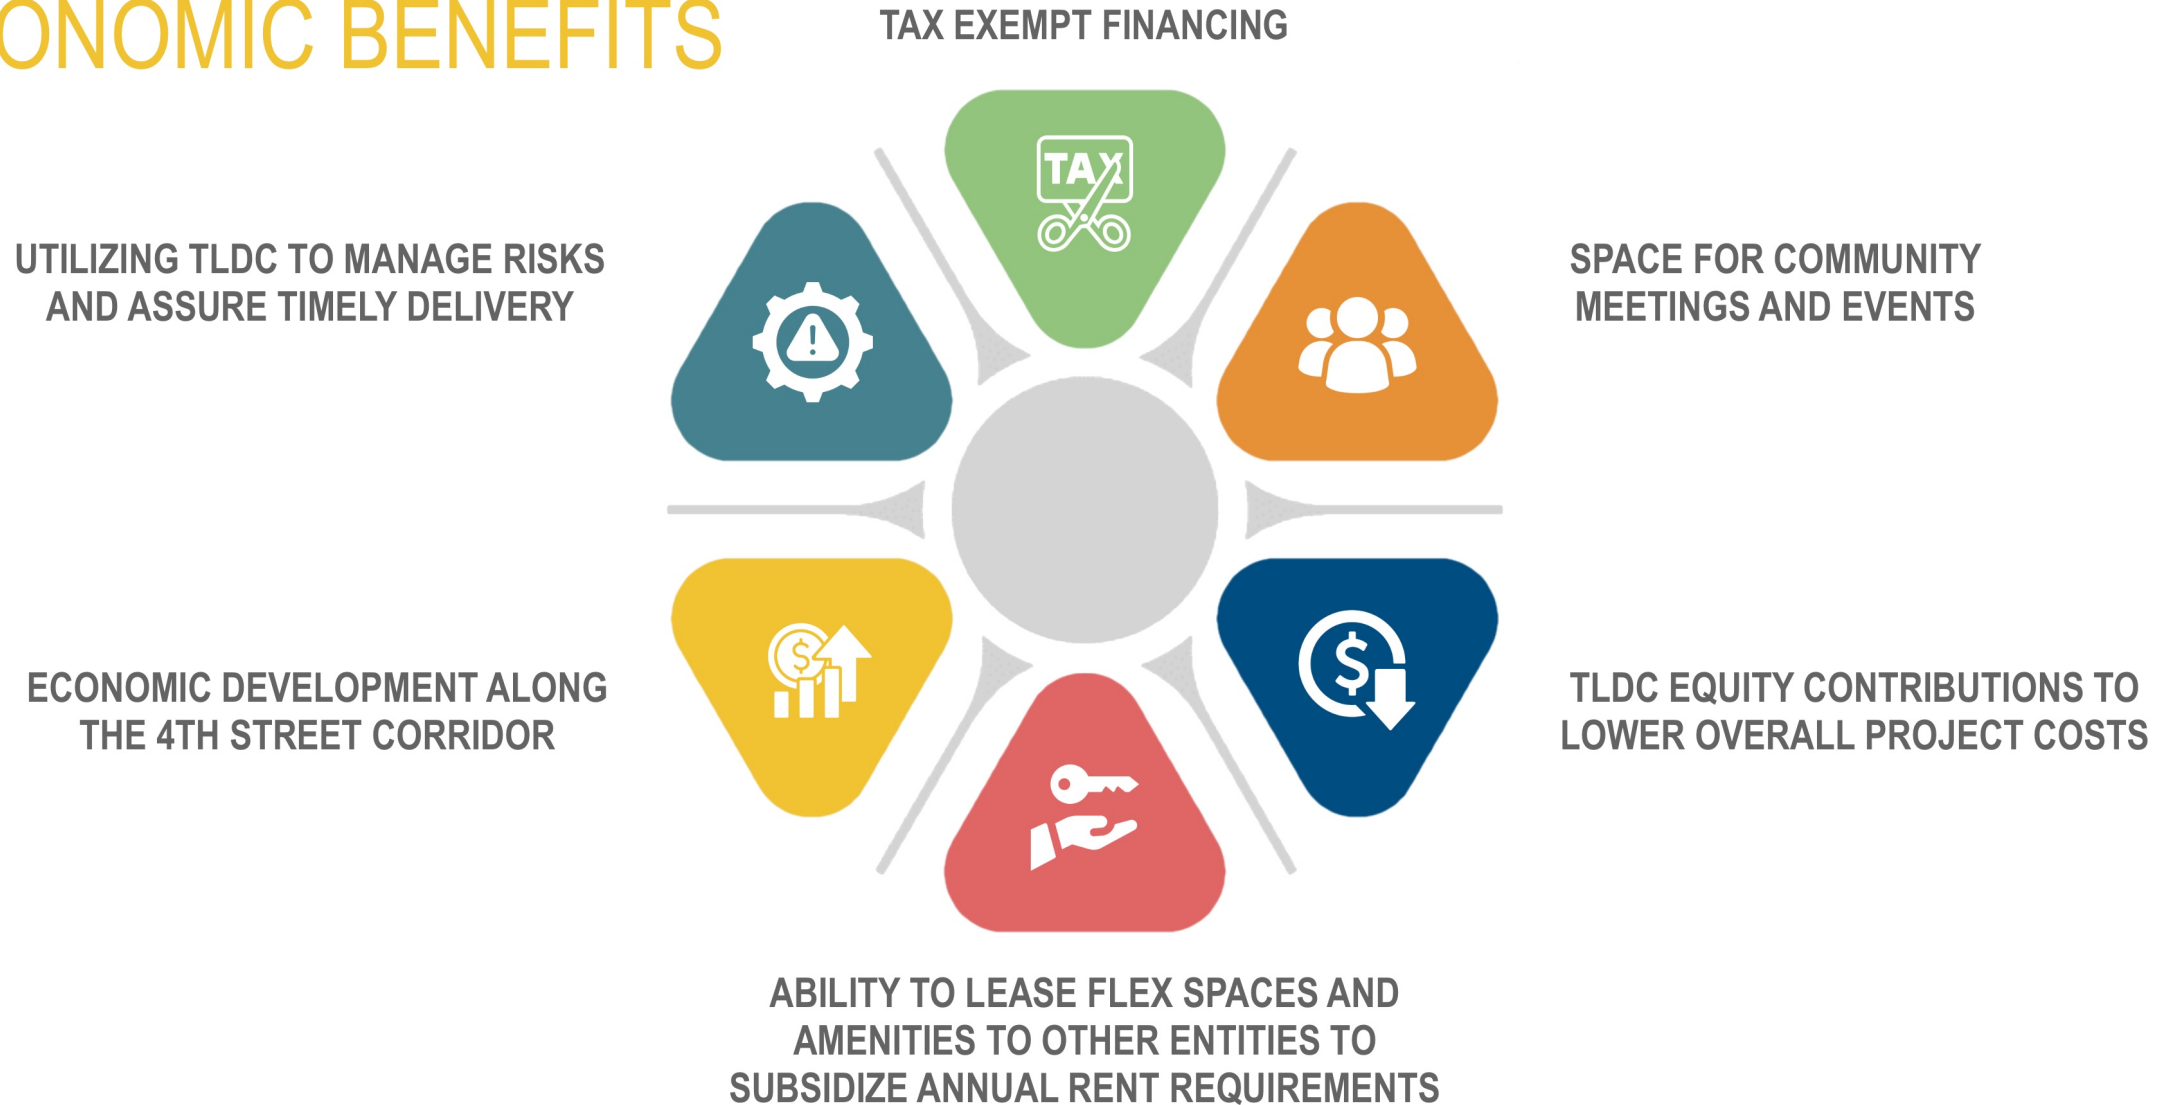 ONOMIC BENEFITS
TAX EXEMPT FINANCING
TAX
UTILIZING TLDC TO MANAGE RISKS
AND ASSURE TIMELY DELIVERY
SPACE FOR COMMUNITY
MEETINGS AND EVENTS
$
$
ECONOMIC DEVELOPMENT ALONG
THE 4TH STREET CORRIDOR
TLDC EQUITY CONTRIBUTIONS TO
LOWER OVERALL PROJECT COSTS
ABILITY TO LEASE FLEX SPACES AND
AMENITIES TO OTHER ENTITIES TO
SUBSIDIZE ANNUAL RENT REQUIREMENTS